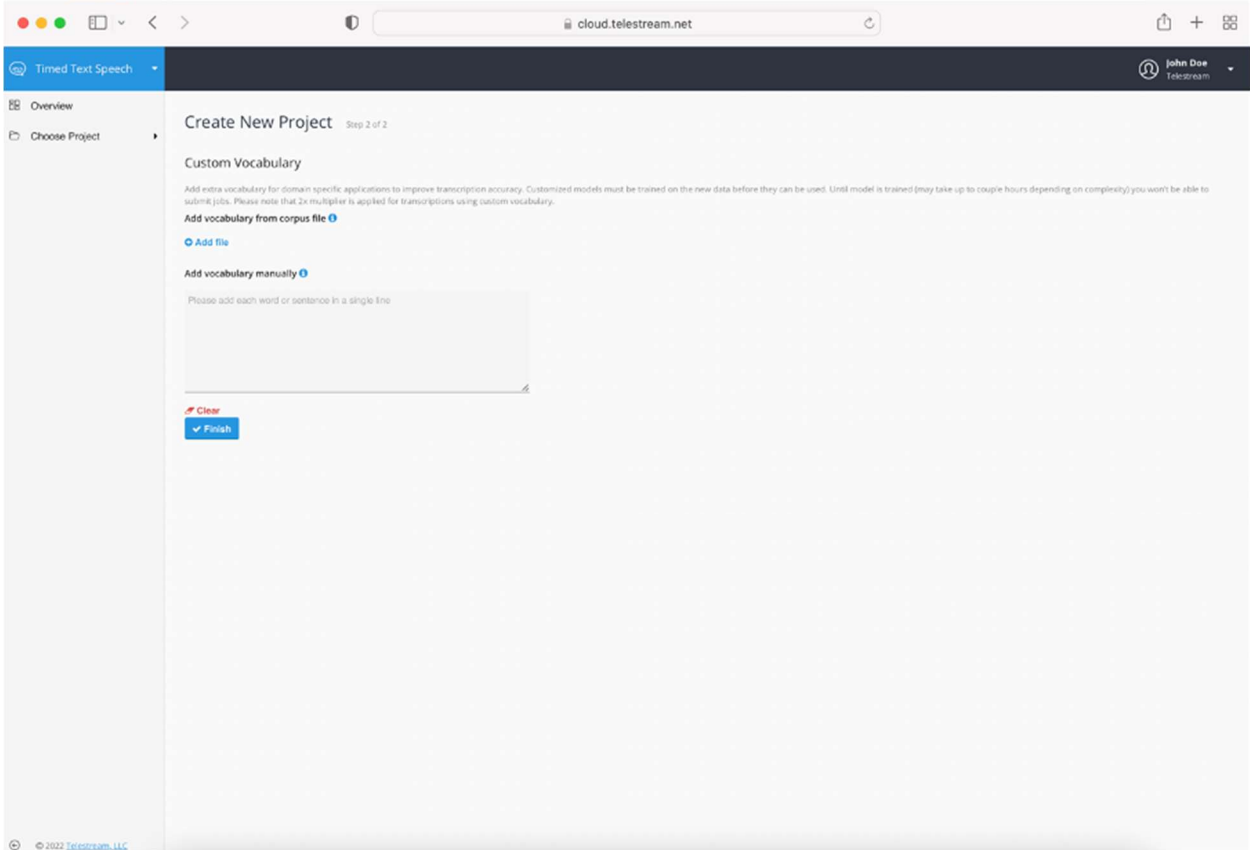 cloud.telestream.net
Timed Text Speech
John Doe
Telestream
Overview
Choose Project
Create New Project Step 2 of 2
Custom Vocabulary
Add extra vocabulary for domain specific applications to improve transcription accuracy. Customized models must be trained on the new data before they can be used. Until model is trained (may take up to couple hours depending on complexity) you won't be able to
submit jobs. Please note that 2x multiplier is applied for transcriptions using custom vocabulary.
Add vocabulary from corpus file
Add file
Add vocabulary manually
Please add each word or sentence in a single line
Clear
Finish
© 2022 Telestream, LLC